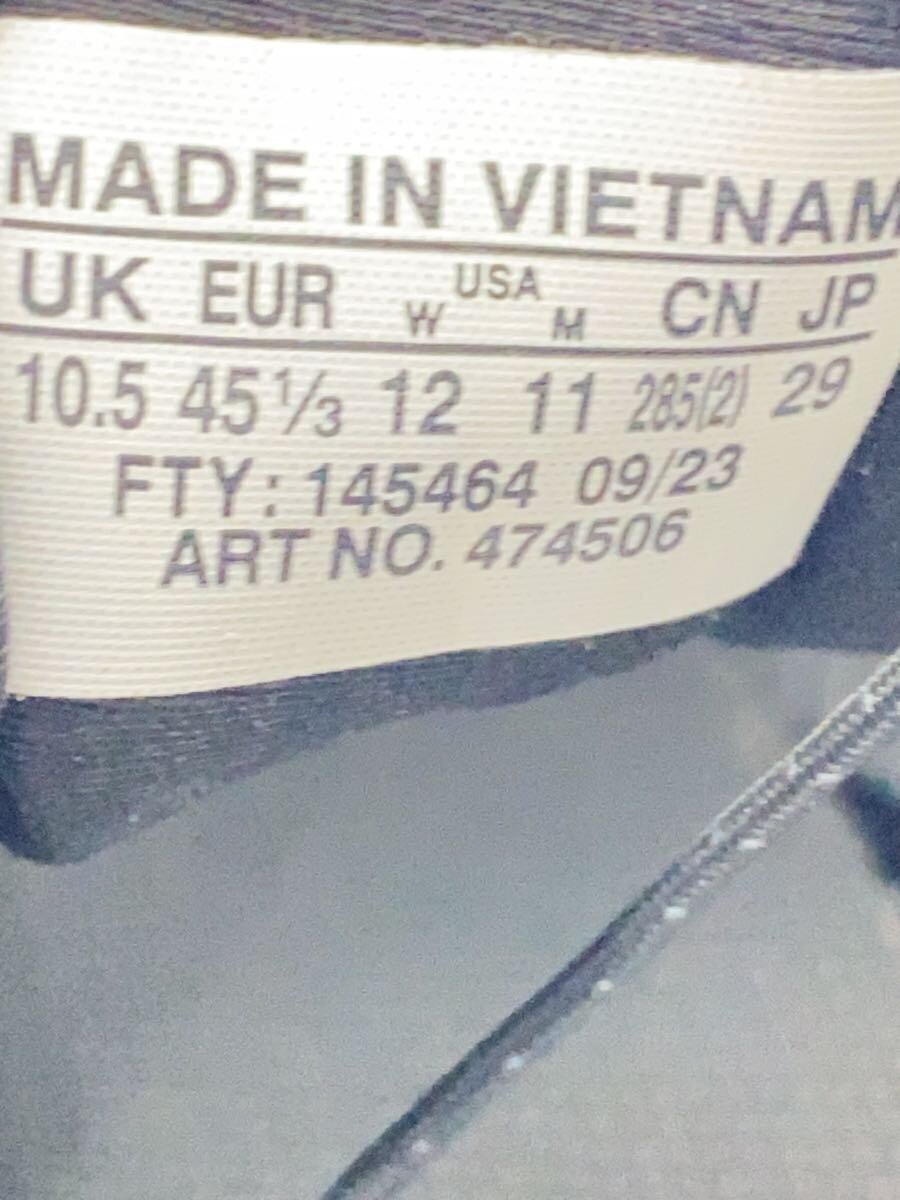 MADE IN VIETNAM
UK EUR USA CN JP
W M
10.5 45⅓ 12 11 285(2) 29
FTY: 145464 09/23
ART NO. 474506